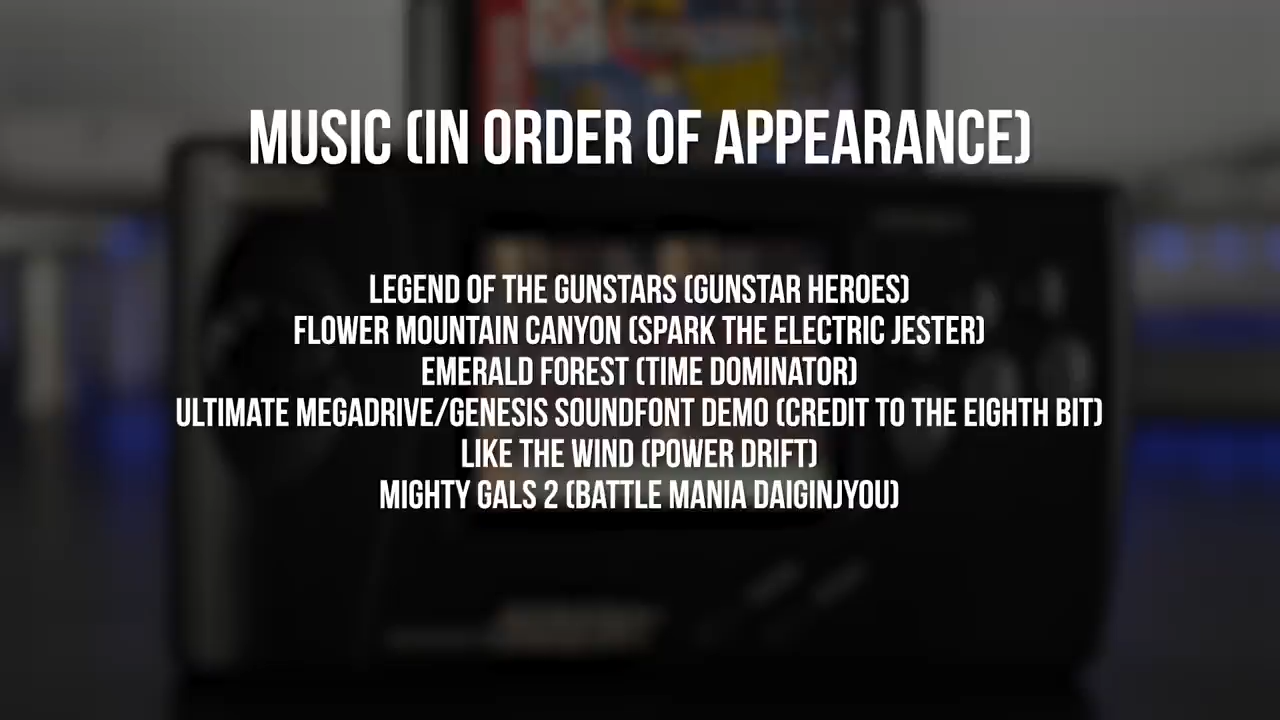 MUSIC (IN ORDER OF APPEARANCE)
LEGEND OF THE GUNSTARS (GUNSTAR HEROES)
FLOWER MOUNTAIN CANYON (SPARK THE ELECTRIC JESTER)
EMERALD FOREST (TIME DOMINATOR)
ULTIMATE MEGADRIVE/GENESIS SOUNDFONT DEMO (CREDIT TO THE EIGHTH BIT)
LIKE THE WIND (POWER DRIFT)
MIGHTY GALS 2 (BATTLE MANIA DAIGINJYOU)